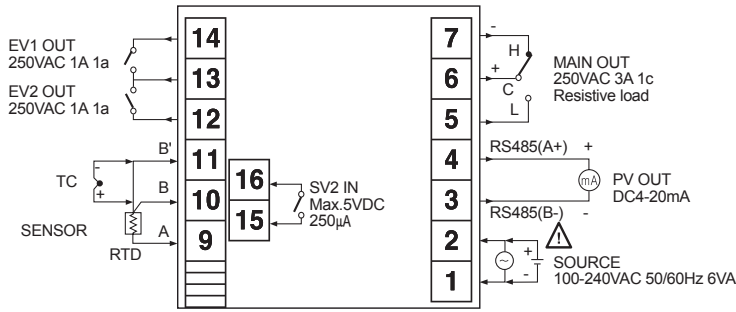 EV1 OUT
250VAC 1A 1a
EV2 OUT
250VAC 1A 1a
14
13
12
11
10
9
B'
B
A
TC
-
+
SENSOR
RTD
16
15
SV2 IN
Max.5VDC
250µA
7
6
5
4
3
2
1
-
+
H
C
L
MAIN OUT
250VAC 3A 1c
Resistive load
RS485(A+) +
mA
PV OUT
DC4-20mA
RS485(B-) -
!
+
-
~
SOURCE
100-240VAC 50/60Hz 6VA